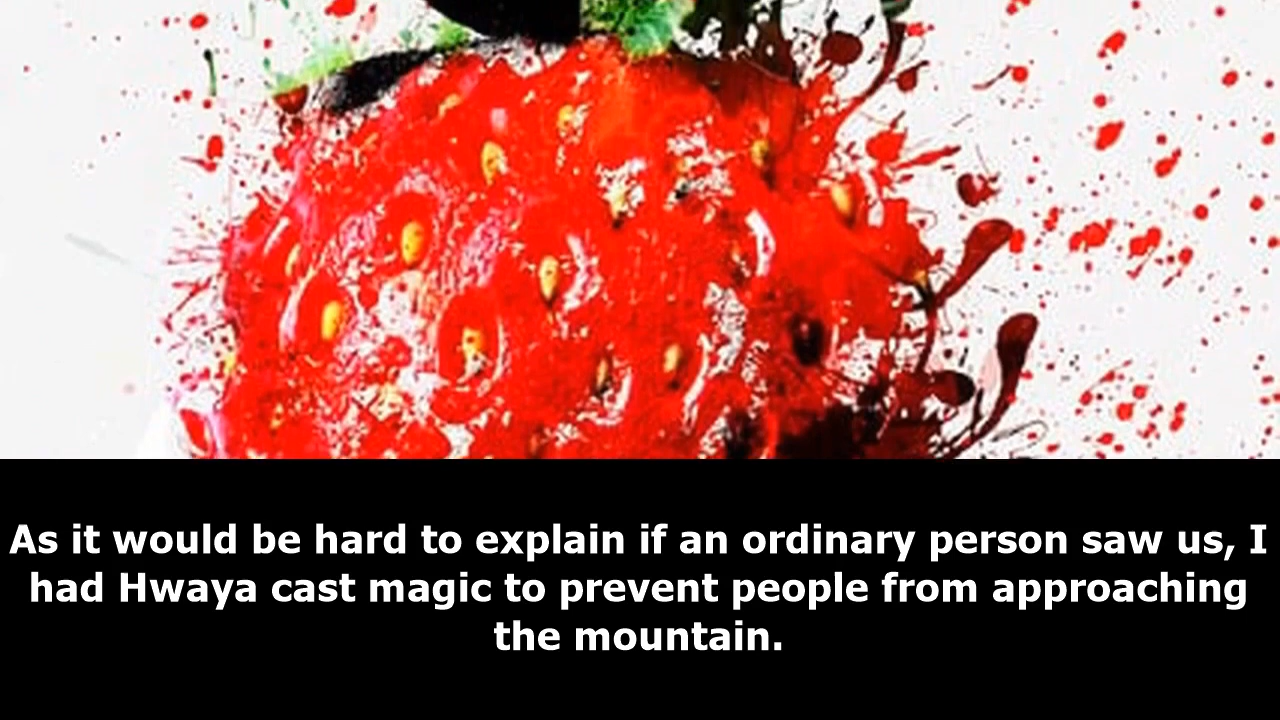 As it would be hard to explain if an ordinary person saw us, I
had Hwaya cast magic to prevent people from approaching
the mountain.